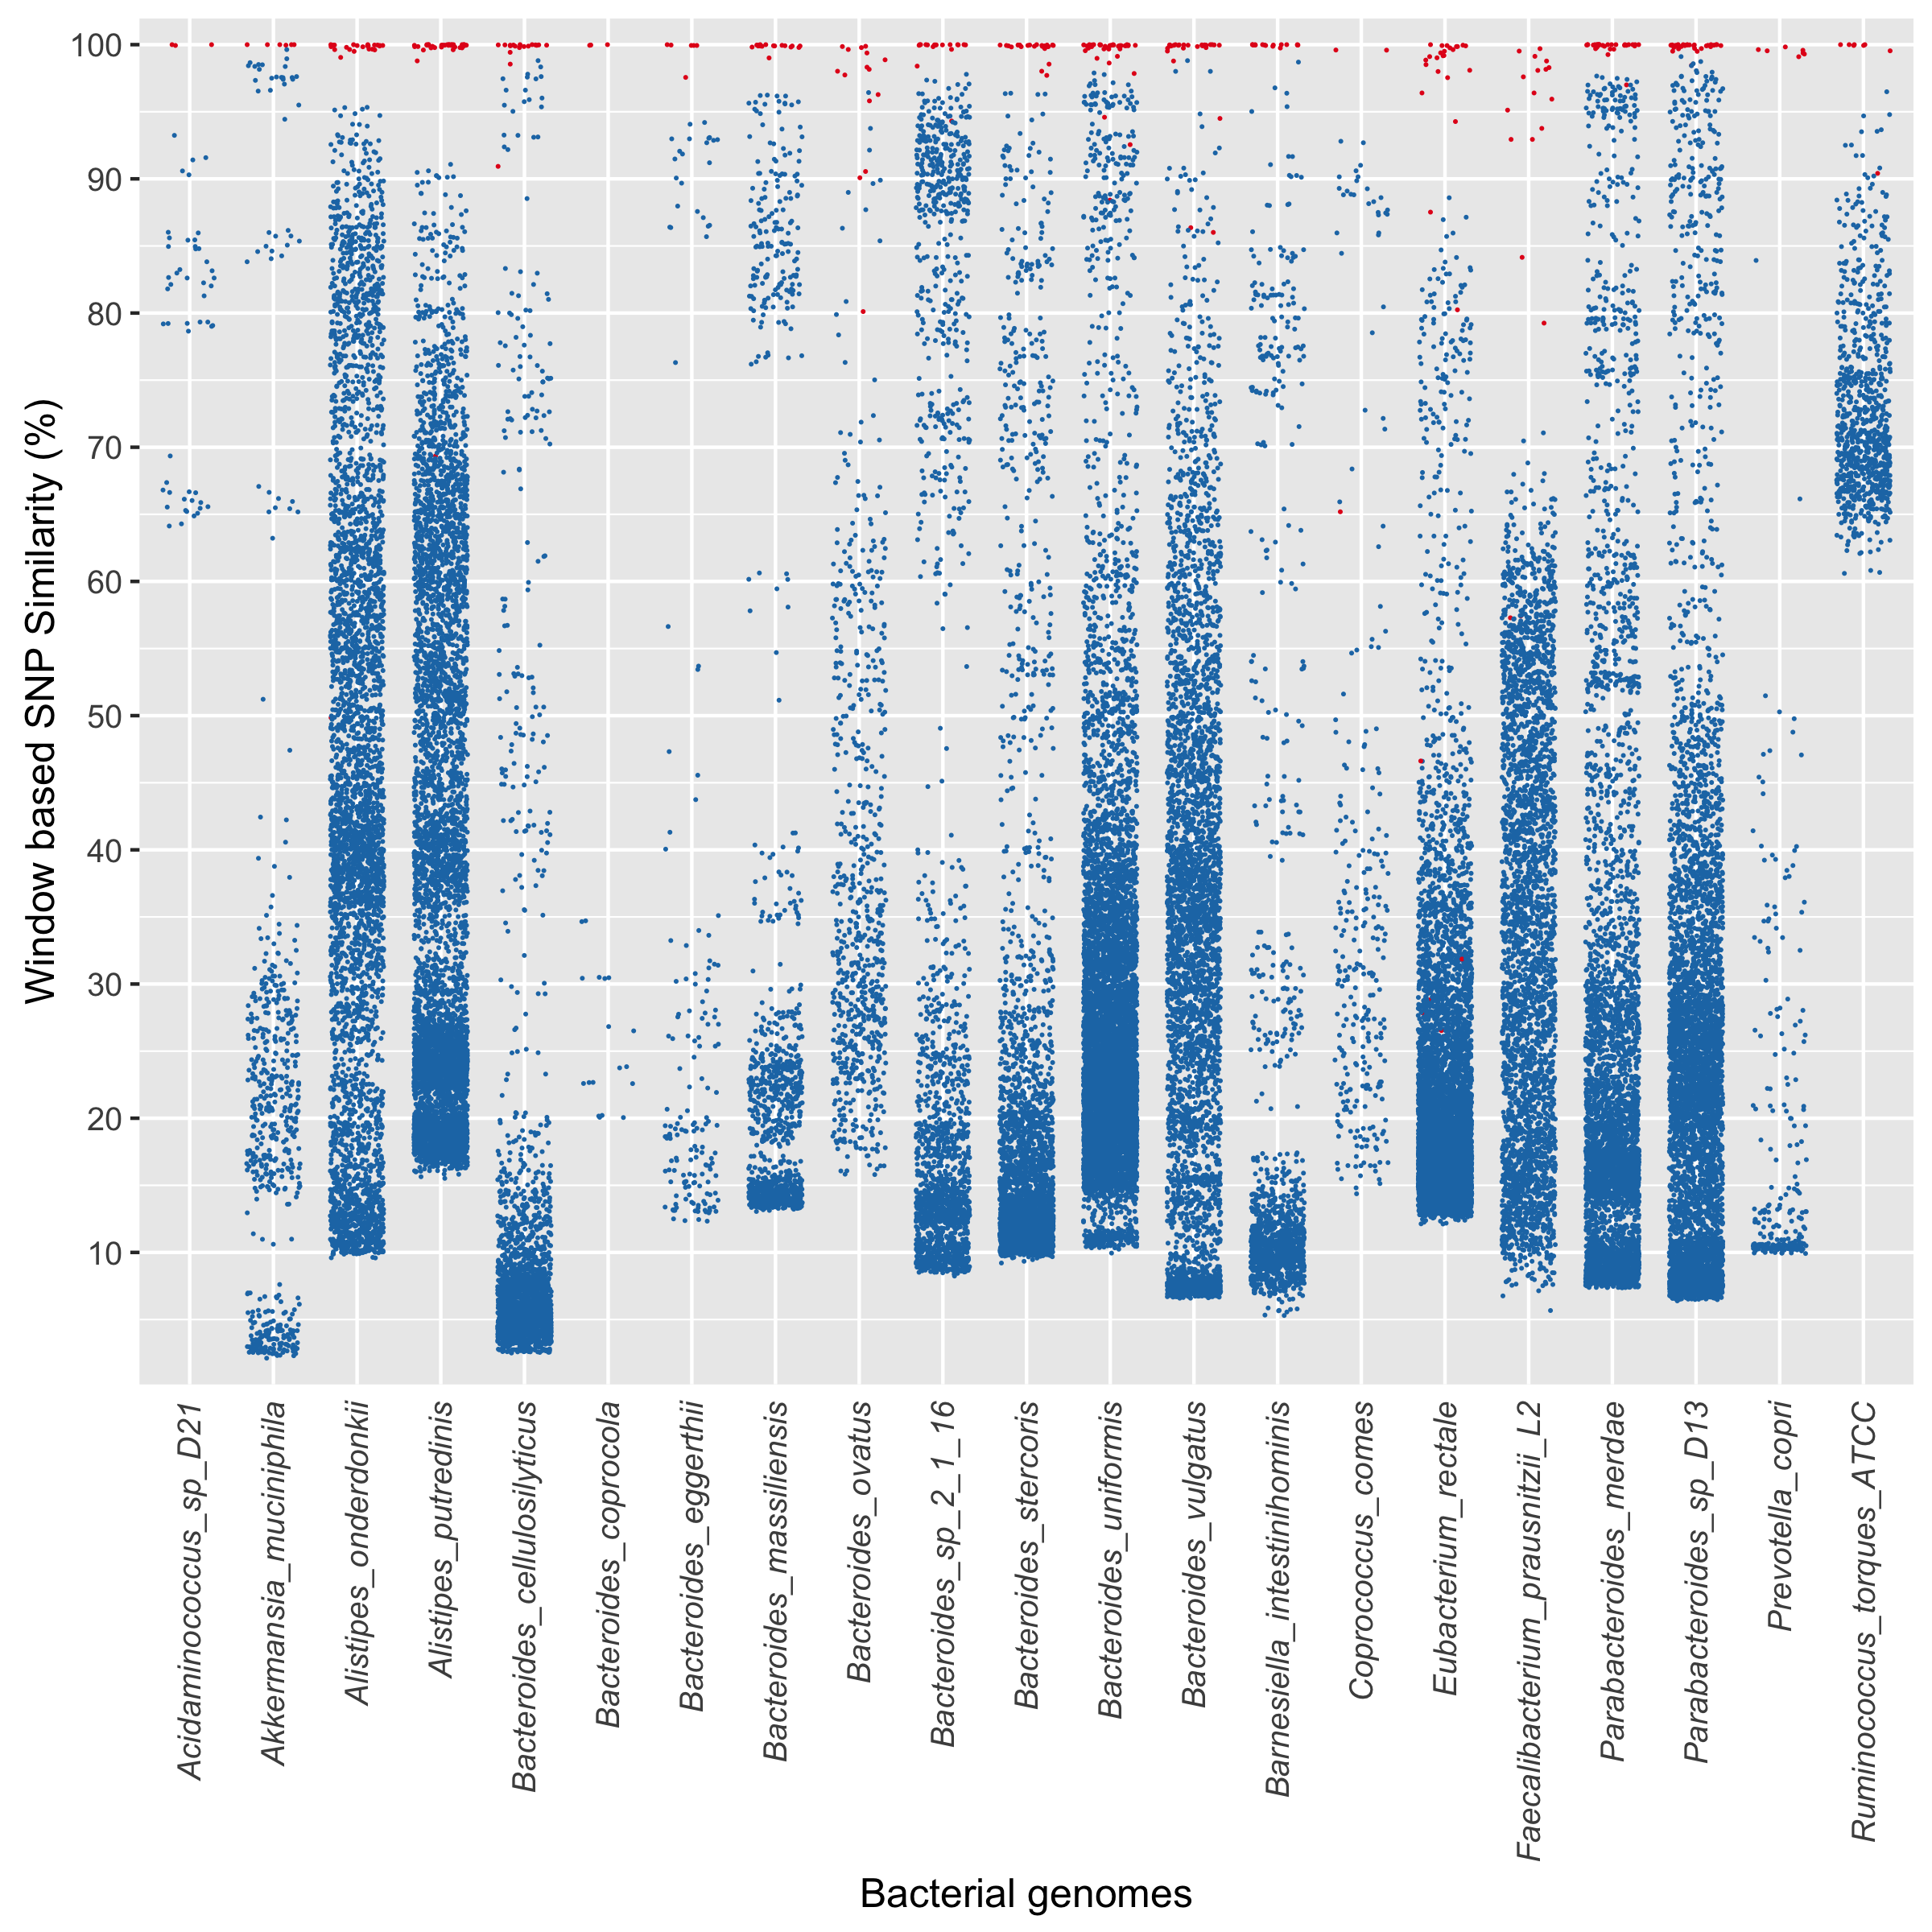 Window based SNP Similarity (%)
100
90
80
70
60
50
40
30
20
10
Acidaminococcus_sp_D21
Akkermansia_muciniphila
Alistipes_onderdonkii
Alistipes_putredinis
Bacteroides_cellulosilyticus
Bacteroides_coprocola
Bacteroides_eggerthii
Bacteroides_massiliensis
Bacteroides_ovatus
Bacteroides_sp_2_1_16
Bacteroides_stercoris
Bacteroides_uniformis
Bacteroides_vulgatus
Barnesiella_intestinihominis
Coprococcus_comes
Eubacterium_rectale
Faecalibacterium_prausnitzii_L2
Parabacteroides_merdae
Parabacteroides_sp_D13
Prevotella_copri
Ruminococcus_torques_ATCC
Bacterial genomes